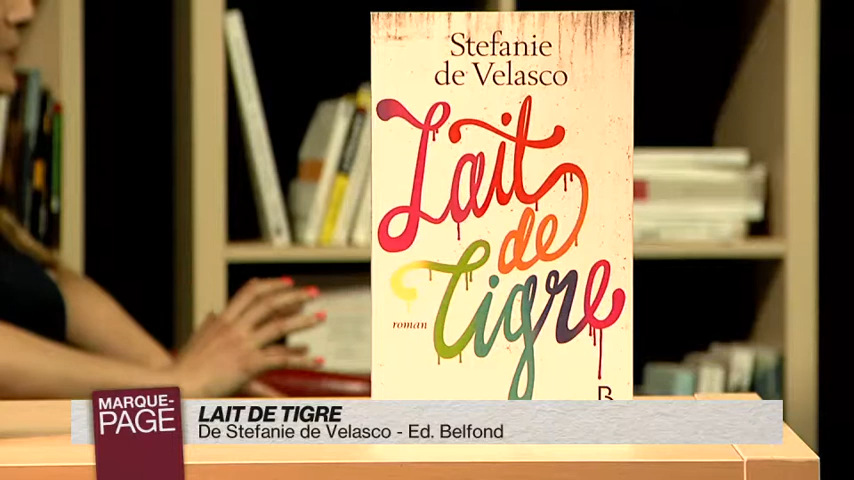 Stefanie
de Velasco
Lait
de
Tigre
roman
B
MARQUE-
PAGE
LAIT DE TIGRE
De Stefanie de Velasco - Ed. Belfond